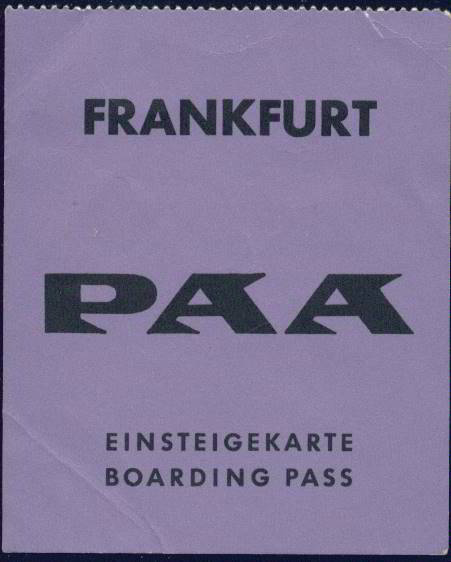 FRANKFURT
PAA
EINSTEIGEKARTE
BOARDING PASS